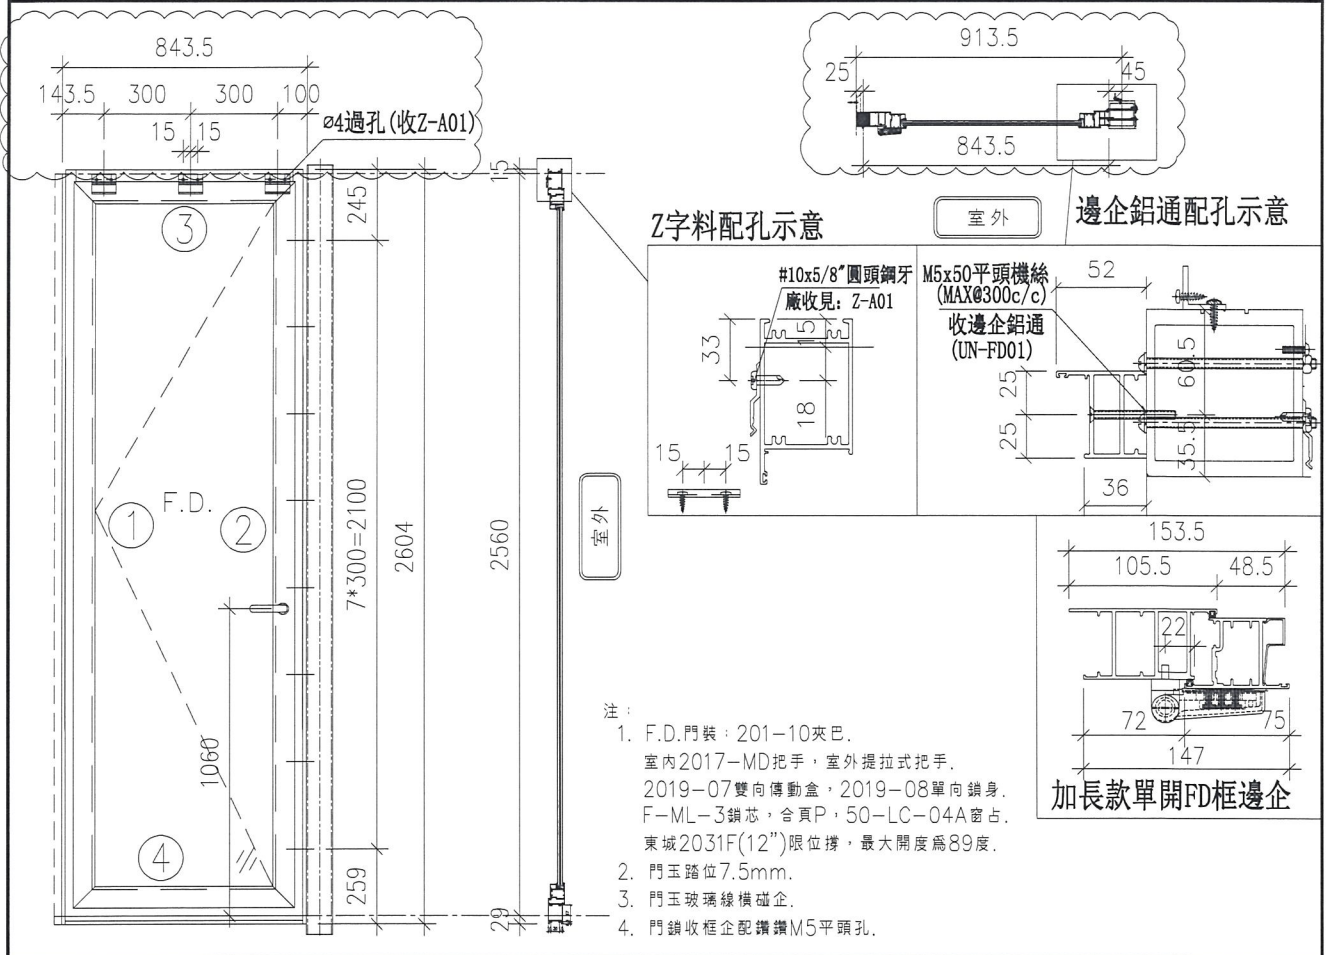 843.5
143.5 300 300 100
15 15
ø4過孔(收Z-A01)
③
F.D.
①
②
④
1060
245
7*300=2100
259
2604
15
2560
29
室外
913.5
25
45
843.5
室外
Z字料配孔示意
#10x5/8"圓頭鋼牙
廠收見: Z-A01
33
15
18
15 15
邊企鋁通配孔示意
M5x50平頭機絲
(MAX@300c/c)
收邊企鋁通
(UN-FD01)
52
25
25
60.5
35.5
36
153.5
105.5 48.5
22
72 75
147
加長款單開FD框邊企
注：
1. F.D.門裝：201-10夾巴.
室内2017-MD把手，室外提拉式把手.
2019-07雙向傳動盒，2019-08單向鎖身.
F-ML-3鎖芯，合頁P，50-LC-04A窗占.
東城2031F(12")限位撐，最大開度爲89度.
2. 門玉踏位7.5mm.
3. 門玉玻璃線橫碰企.
4. 門鎖收框企配鑽鑽M5平頭孔.